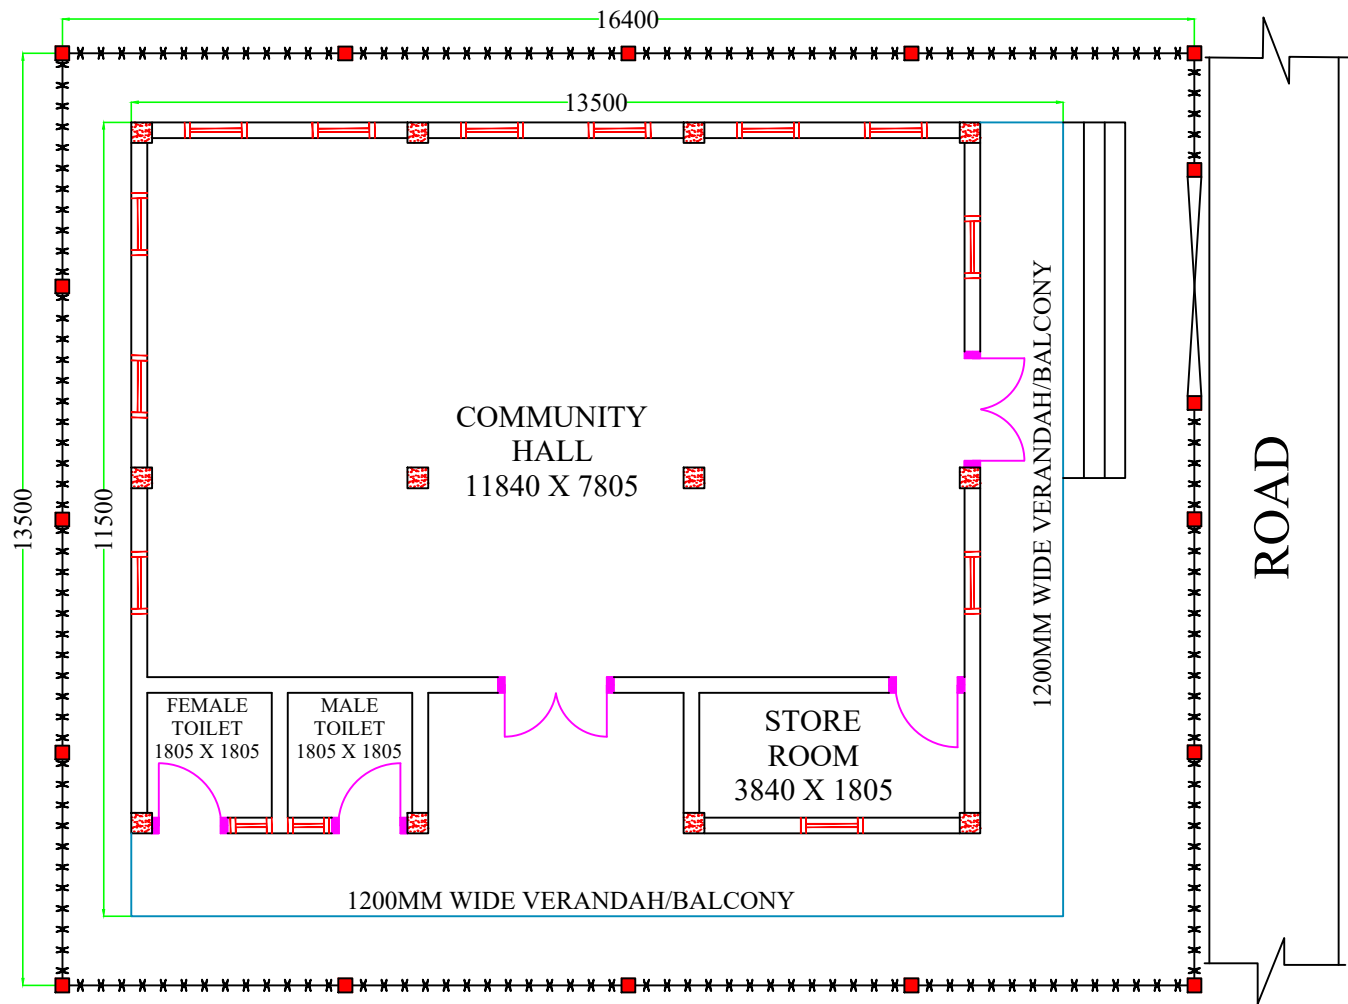 16400
13500
13500
11500
COMMUNITY
HALL
11840 X 7805
1200MM WIDE VERANDAH/BALCONY
ROAD
FEMALE
TOILET
1805 X 1805
MALE
TOILET
1805 X 1805
STORE
ROOM
3840 X 1805
1200MM WIDE VERANDAH/BALCONY